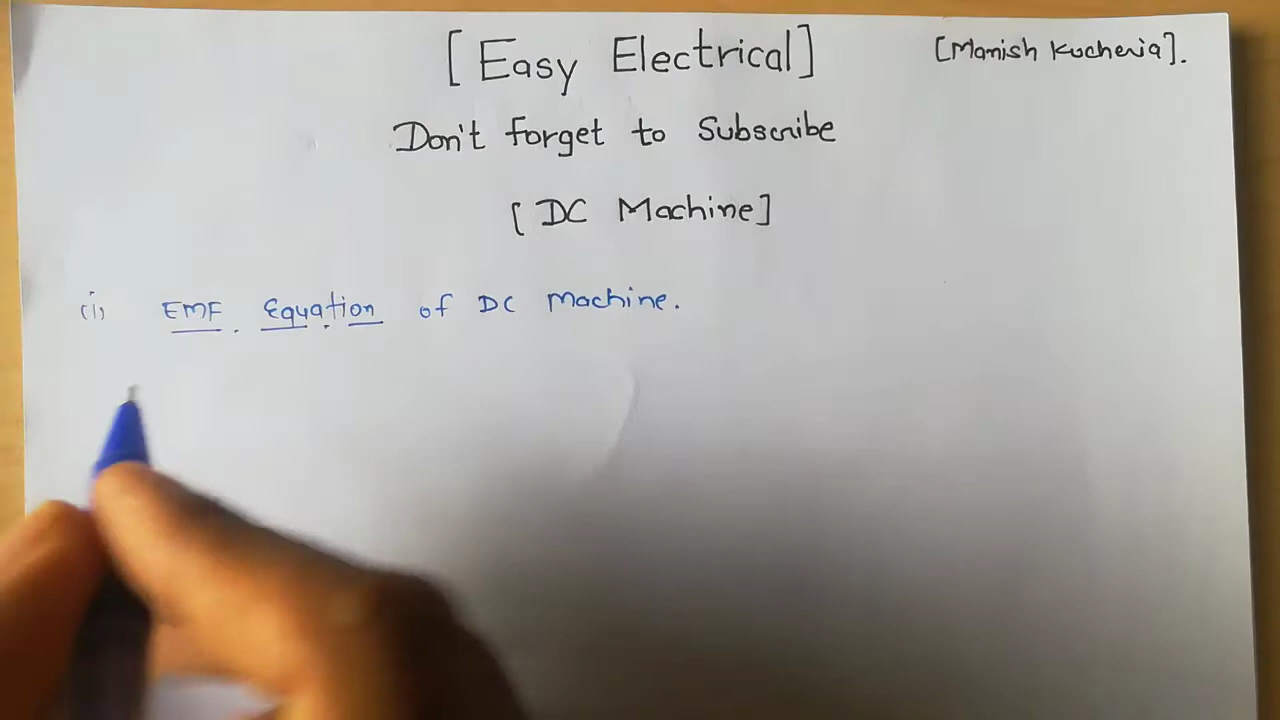 [Easy Electrical] [Manish Kucheria].
Don't forget to Subscribe
[DC Machine]
(i) EMF Equation of DC Machine.